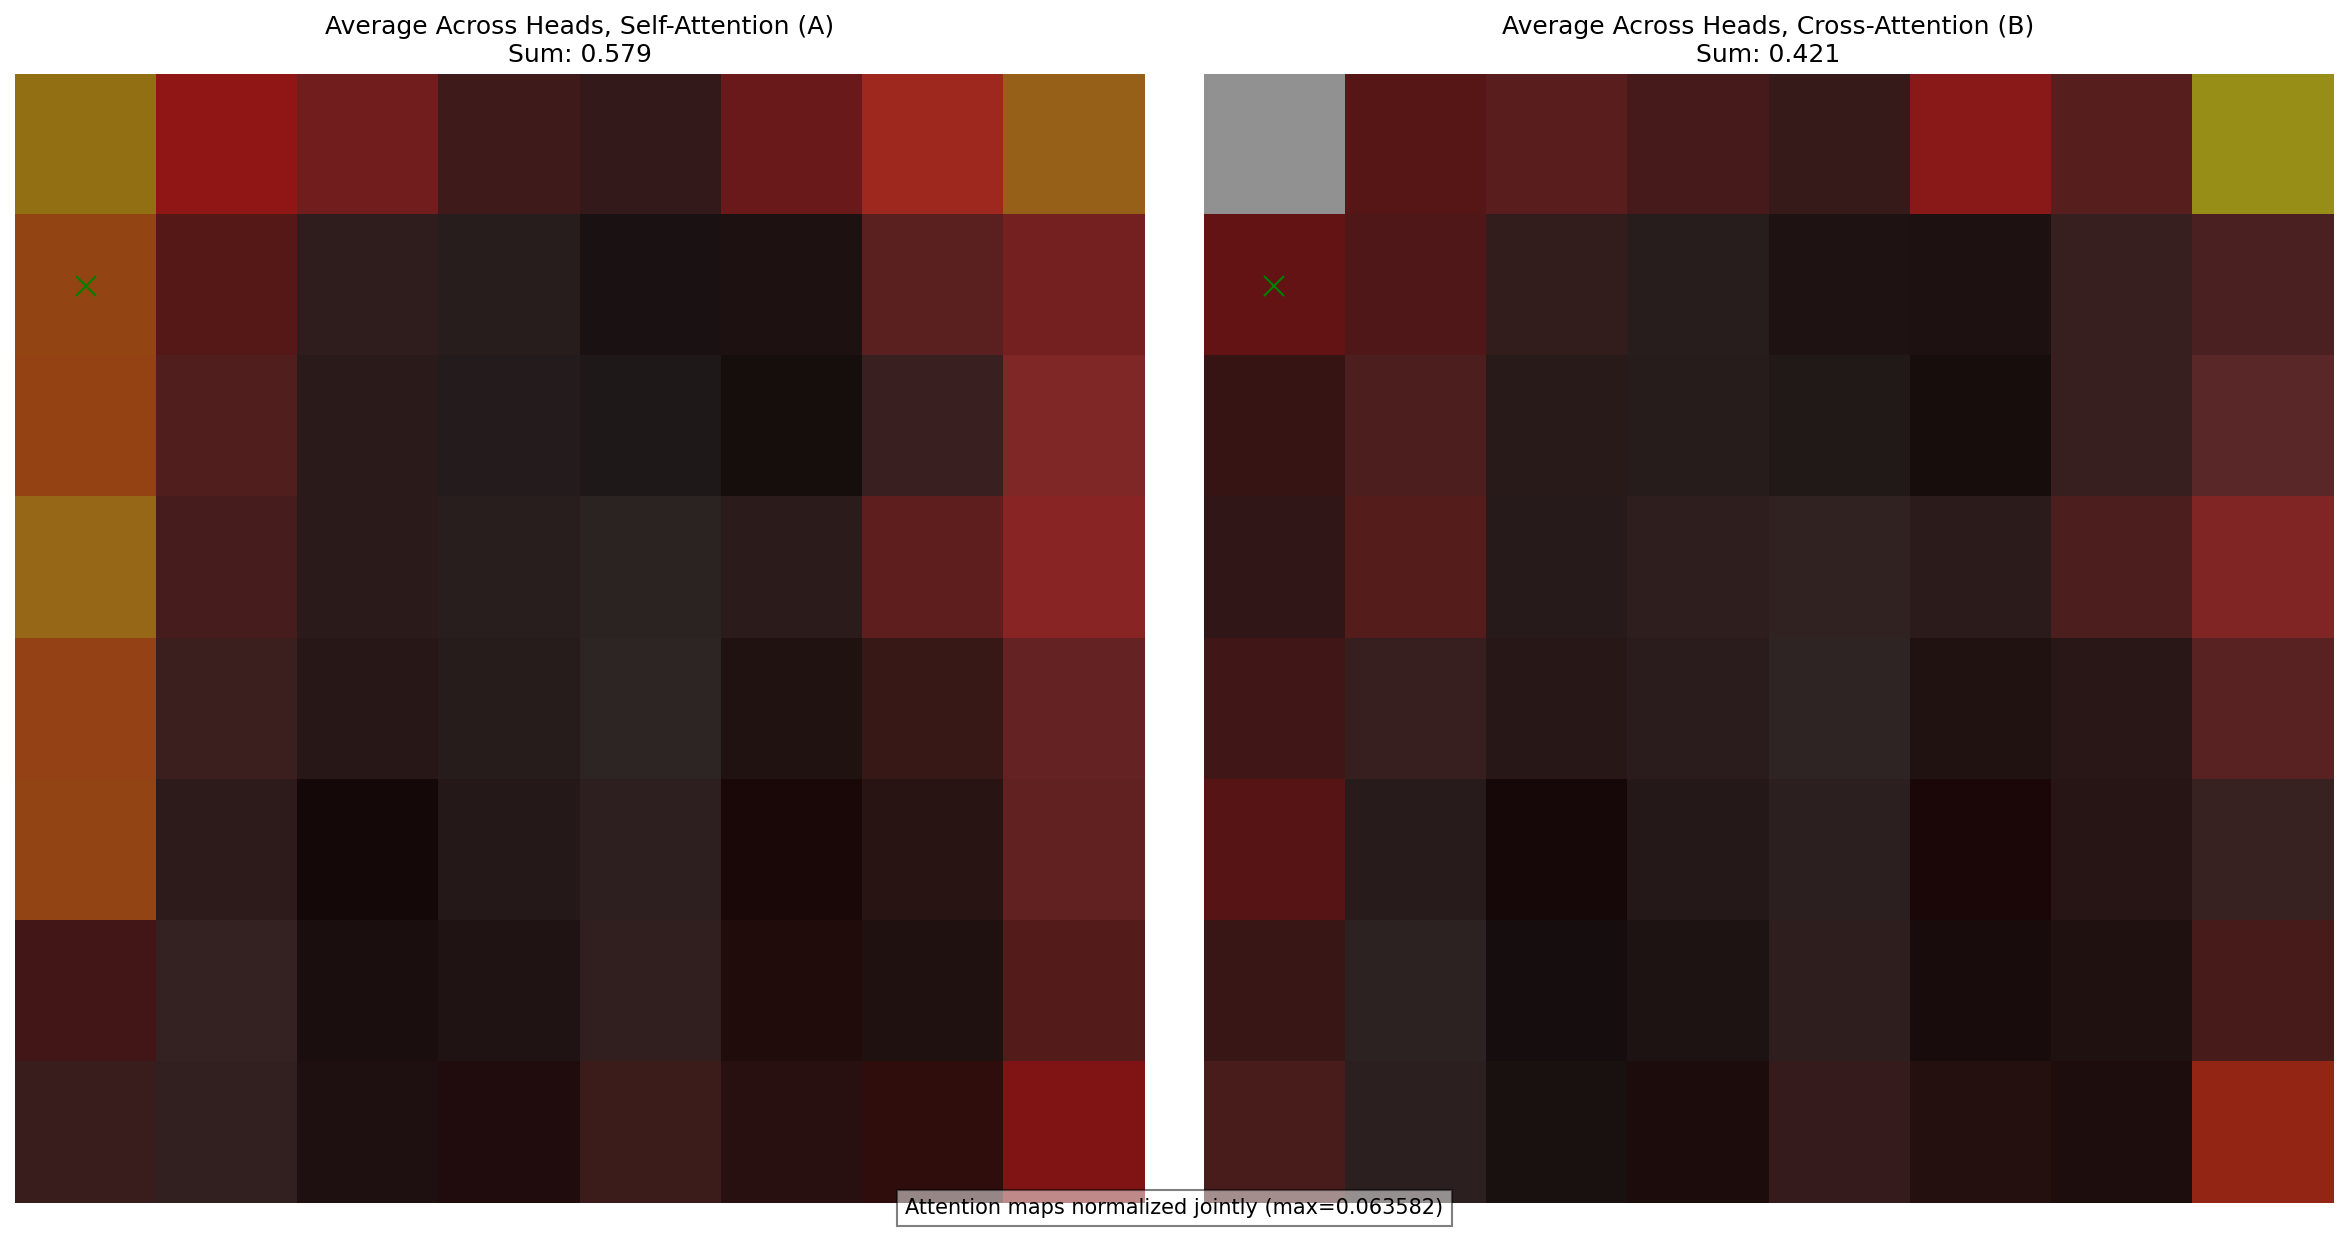 Average Across Heads, Self-Attention (A)
Sum: 0.579
Average Across Heads, Cross-Attention (B)
Sum: 0.421
Attention maps normalized jointly (max=0.063582)